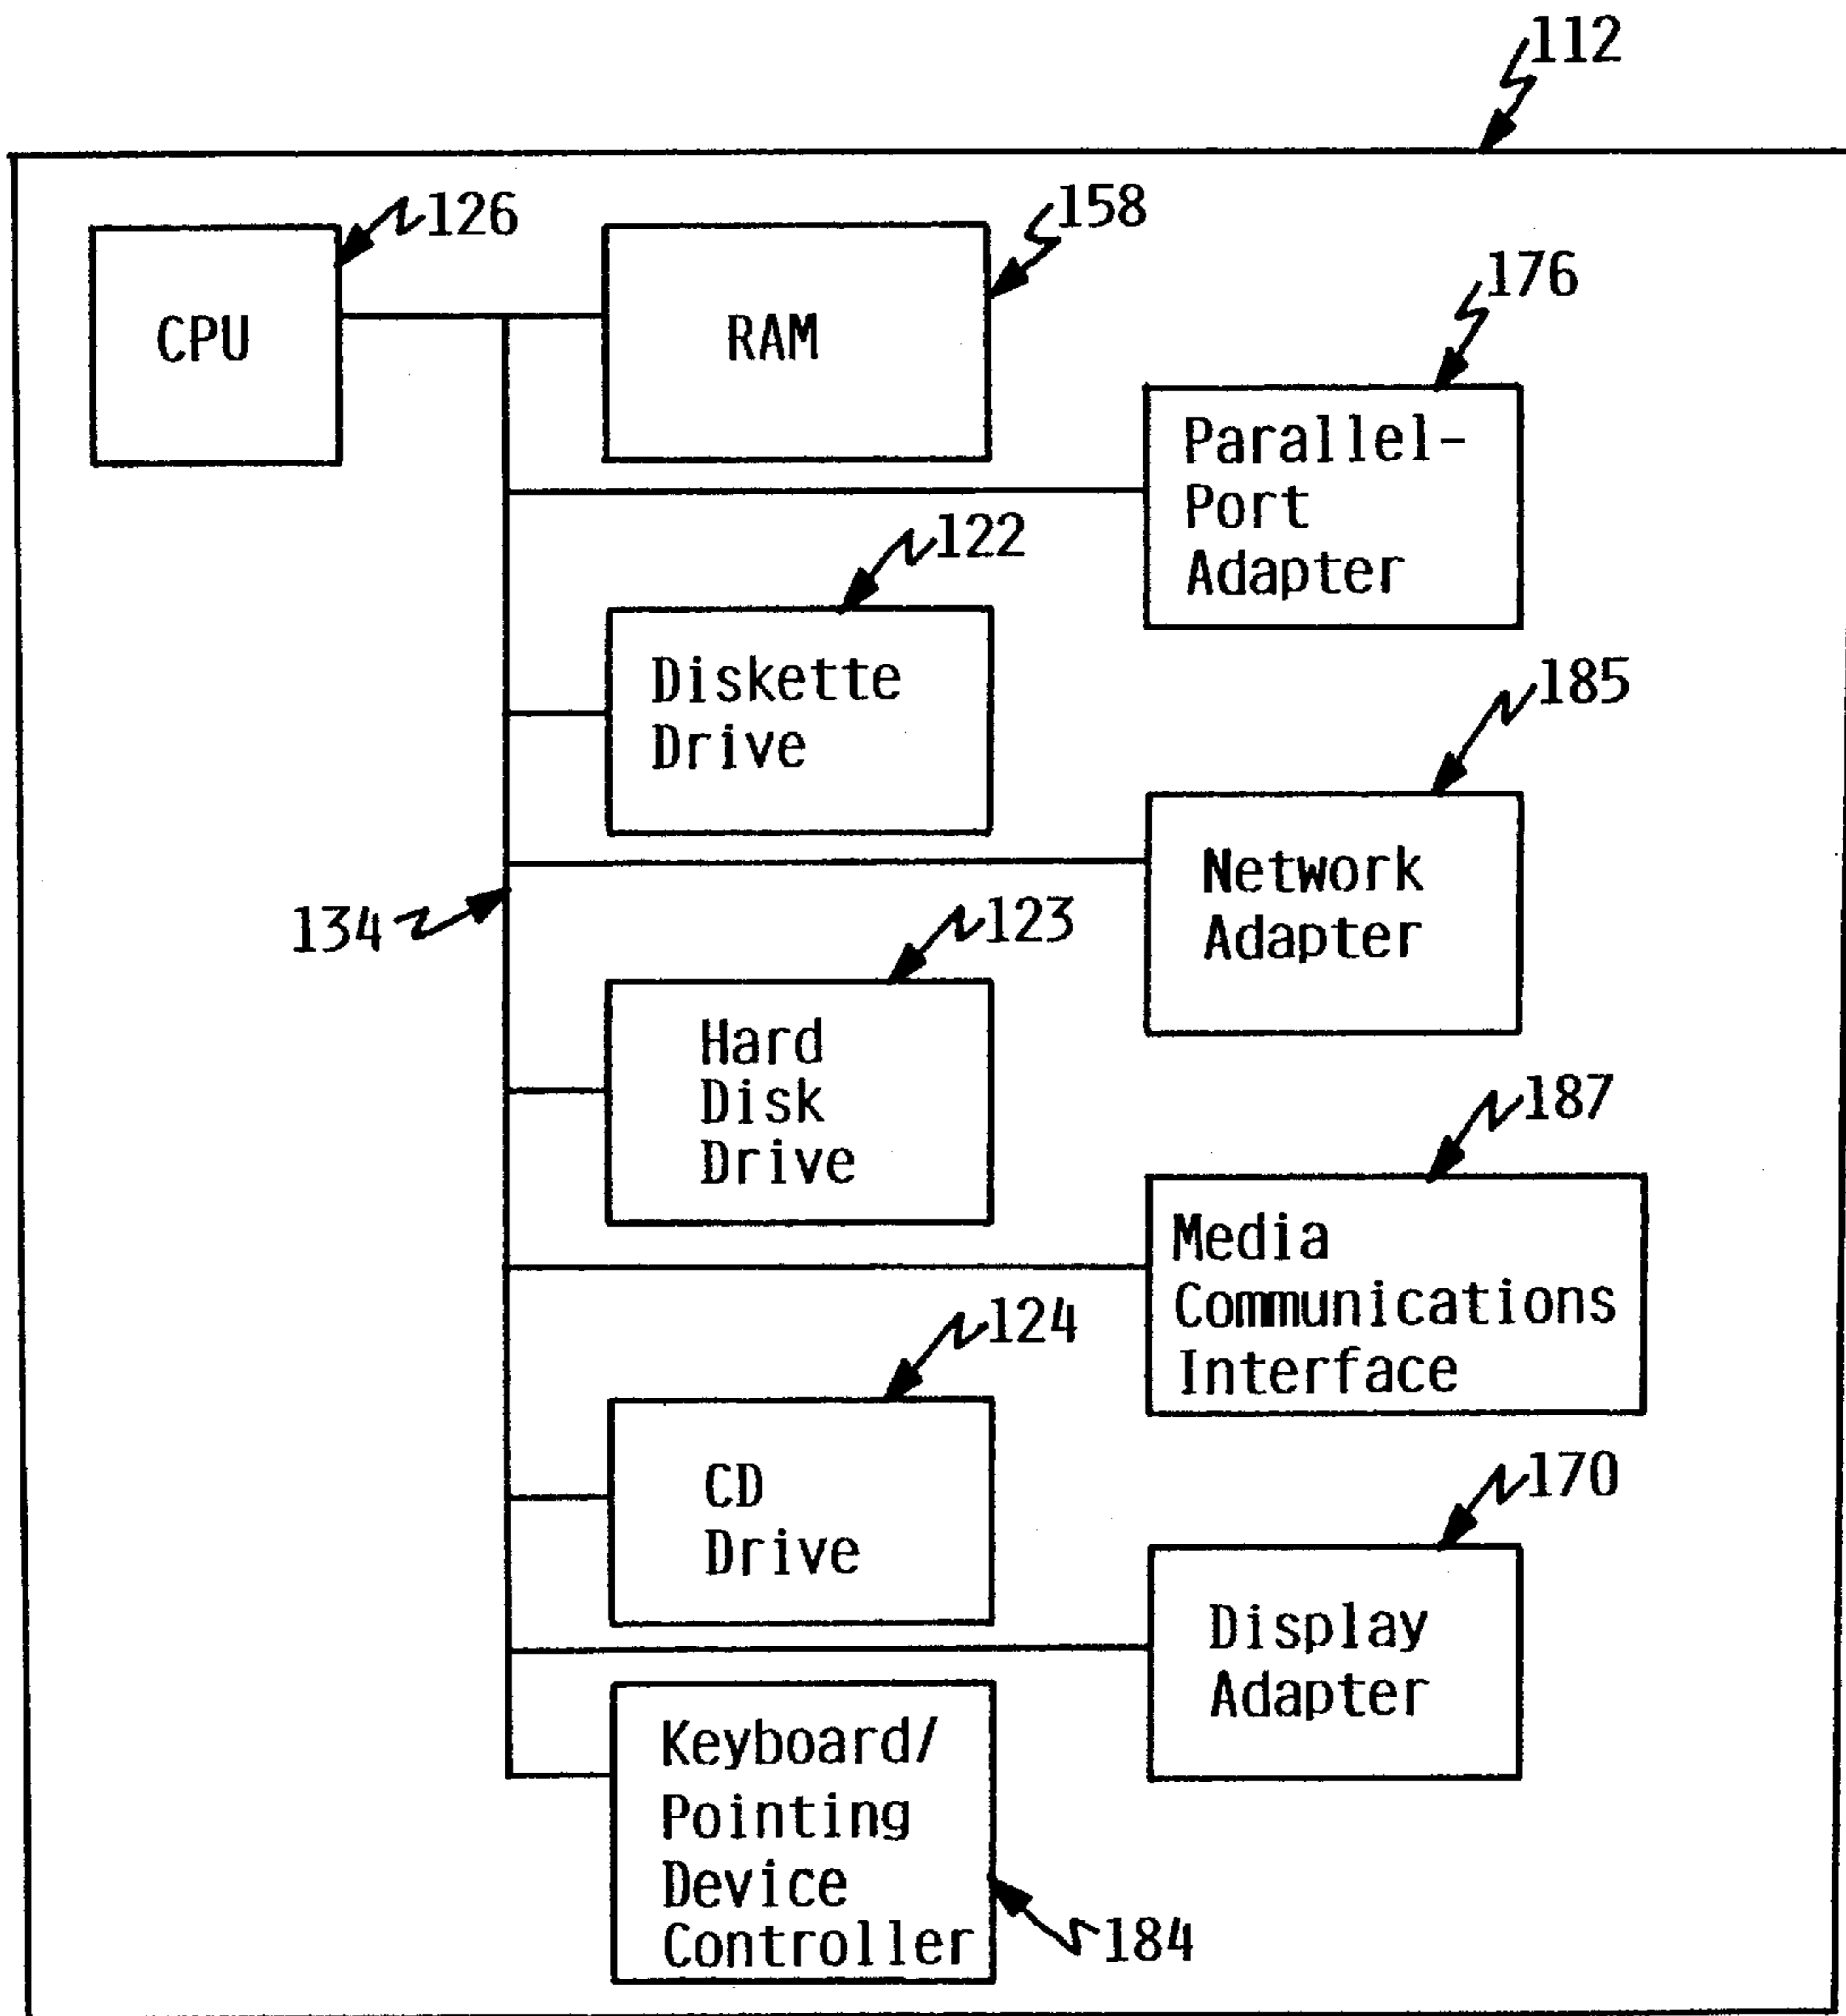 112
126
158
CPU
RAM
176
Parallel-
Port
Adapter
122
Diskette
Drive
185
Network
Adapter
134
123
Hard
Disk
Drive
187
Media
Communications
Interface
124
CD
Drive
170
Display
Adapter
Keyboard/
Pointing
Device
Controller
184